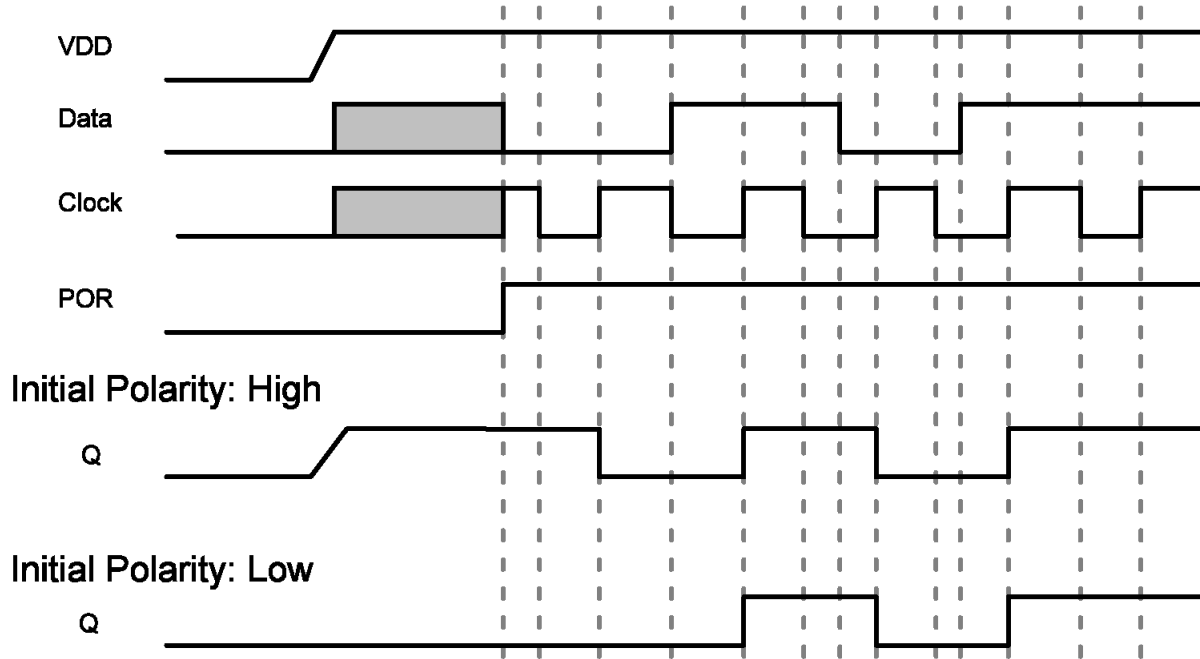 VDD
Data
Clock
POR
Initial Polarity: High
Q
Initial Polarity: Low
Q